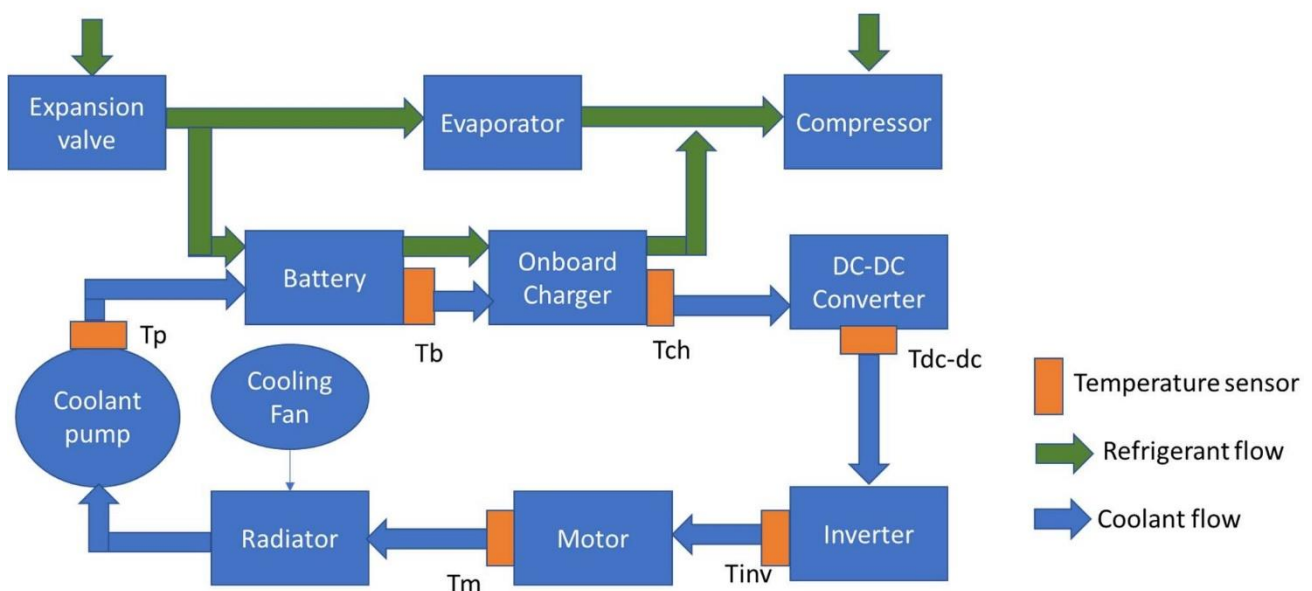 Expansion
valve
Evaporator
Compressor
Battery
Onboard
Charger
DC-DC
Converter
Tp
Tb
Tch
Tdc-dc
Coolant
pump
Cooling
Fan
Temperature sensor
Refrigerant flow
Coolant flow
Radiator
Motor
Inverter
Tm
Tinv